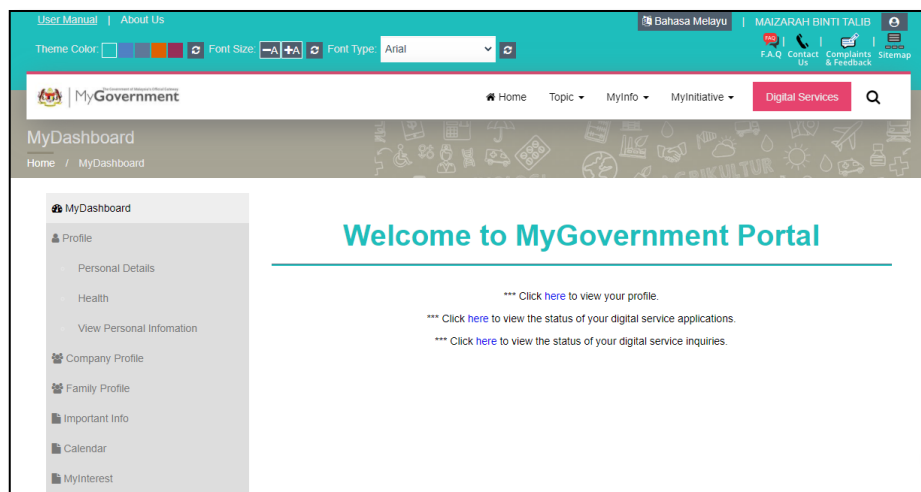 User Manual | About Us
Bahasa Melayu | MAIZARAH BINTI TALIB
Theme Color: Font Size: -A +A Font Type: Arial
FAQ
F.A.Q | Contact Us | Complaints & Feedback | Sitemap
MyGovernment
Home Topic MyInfo MyInitiative Digital Services
MyDashboard
Home / MyDashboard
AGRIKULTUR
MyDashboard
Profile
Personal Details
Health
View Personal Infomation
Company Profile
Family Profile
Important Info
Calendar
MyInterest
Welcome to MyGovernment Portal
*** Click here to view your profile.
*** Click here to view the status of your digital service applications.
*** Click here to view the status of your digital service inquiries.